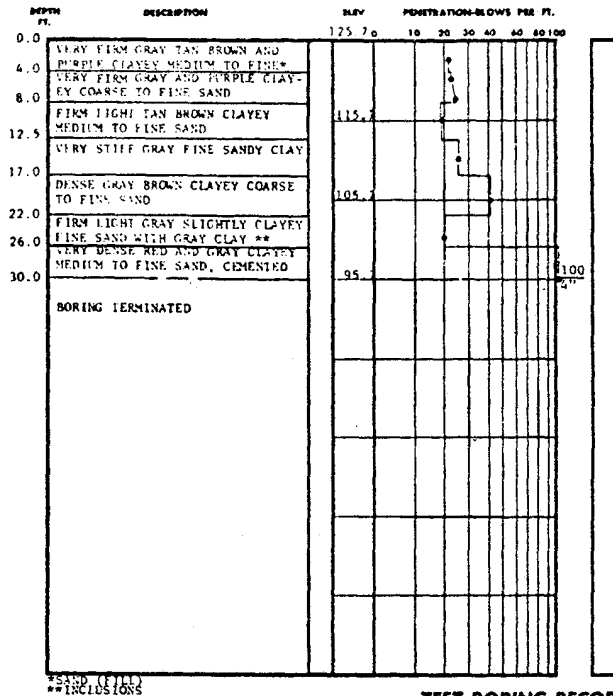 DEPTH FT. DESCRIPTION ELEV PENETRATION-BLOWS PER FT.
125.7 0 10 20 30 40 60 80 100
0.0
VERY FIRM GRAY TAN BROWN AND
PURPLE CLAYEY MEDIUM TO FINE*
4.0
VERY FIRM GRAY AND PURPLE CLAY-
EY COARSE TO FINE SAND
8.0
FIRM LIGHT TAN BROWN CLAYEY
MEDIUM TO FINE SAND
115.7
12.5
VERY STIFF GRAY FINE SANDY CLAY
17.0
DENSE GRAY BROWN CLAYEY COARSE
TO FINE SAND
105.7
22.0
FIRM LIGHT GRAY SLIGHTLY CLAYEY
FINE SAND WITH GRAY CLAY **
26.0
VERY DENSE RED AND GRAY CLAYEY
MEDIUM TO FINE SAND, CEMENTED
30.0
95.
100
4"
BORING TERMINATED
*SAND (FILL)
**INCLUSIONS
TEST BORING RECO